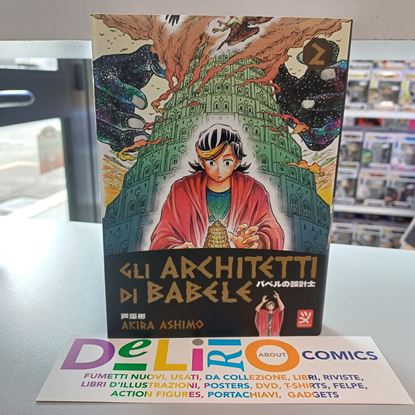 2
GLI ARCHITETTI
DI BABELE
バベルの設計士
芦藻彬
AKIRA ASHIMO
DeLiRiO ABOUT COMICS
FUMETTI NUOVI, USATI, DA COLLEZIONE, LIBRI, RIVISTE,
LIBRI D'ILLUSTRAZIONI, POSTERS, DVD, T-SHIRTS, FELPE,
ACTION FIGURES, PORTACHIAVI, GADGETS